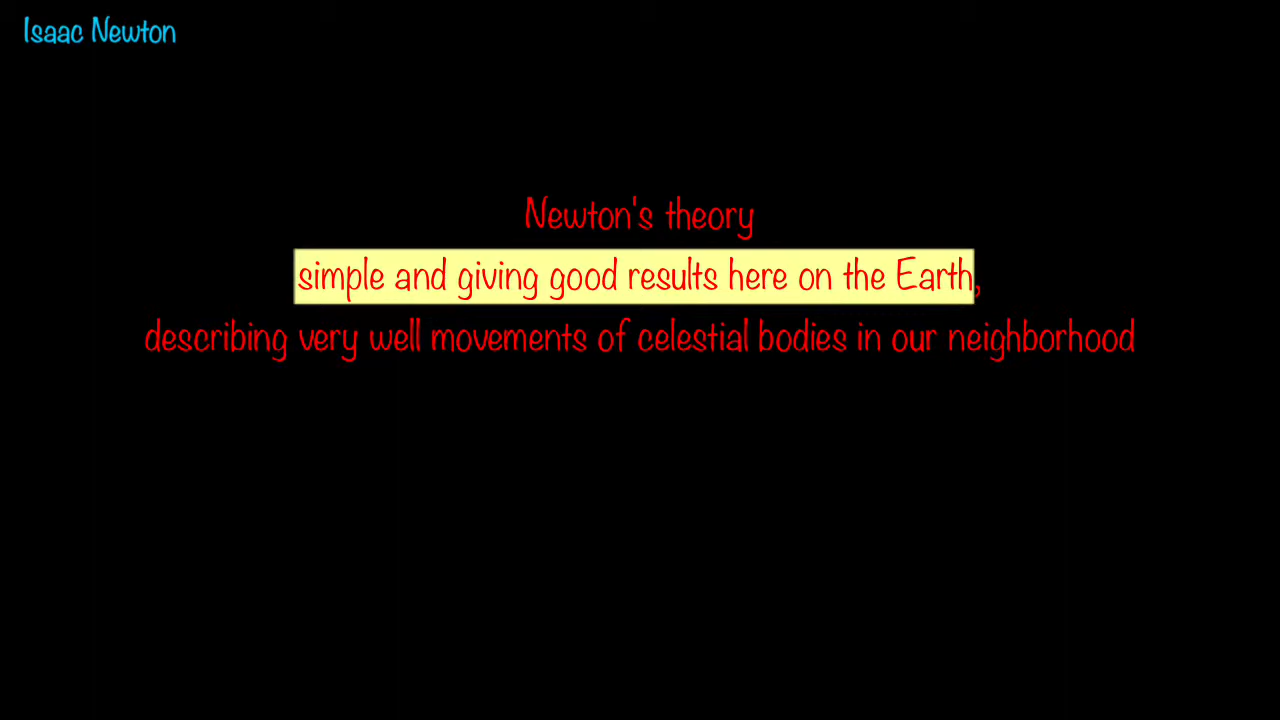 Isaac Newton
Newton's theory
simple and giving good results here on the Earth,
describing very well movements of celestial bodies in our neighborhood